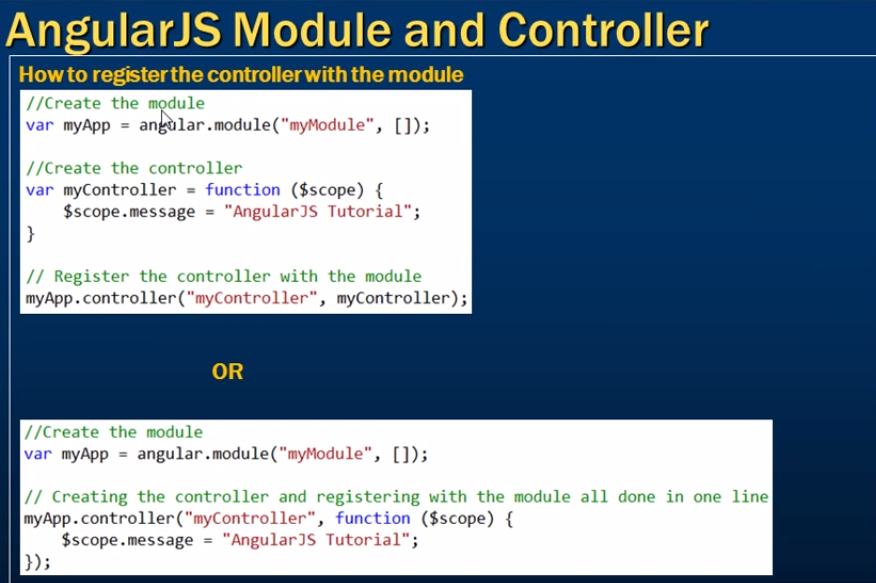 AngularJS Module and Controller
How to register the controller with the module
//Create the module
var myApp = angular.module("myModule", []);
//Create the controller
var myController = function ($scope) {
    $scope.message = "AngularJS Tutorial";
}
// Register the controller with the module
myApp.controller("myController", myController);
OR
//Create the module
var myApp = angular.module("myModule", []);
// Creating the controller and registering with the module all done in one line
myApp.controller("myController", function ($scope) {
    $scope.message = "AngularJS Tutorial";
});